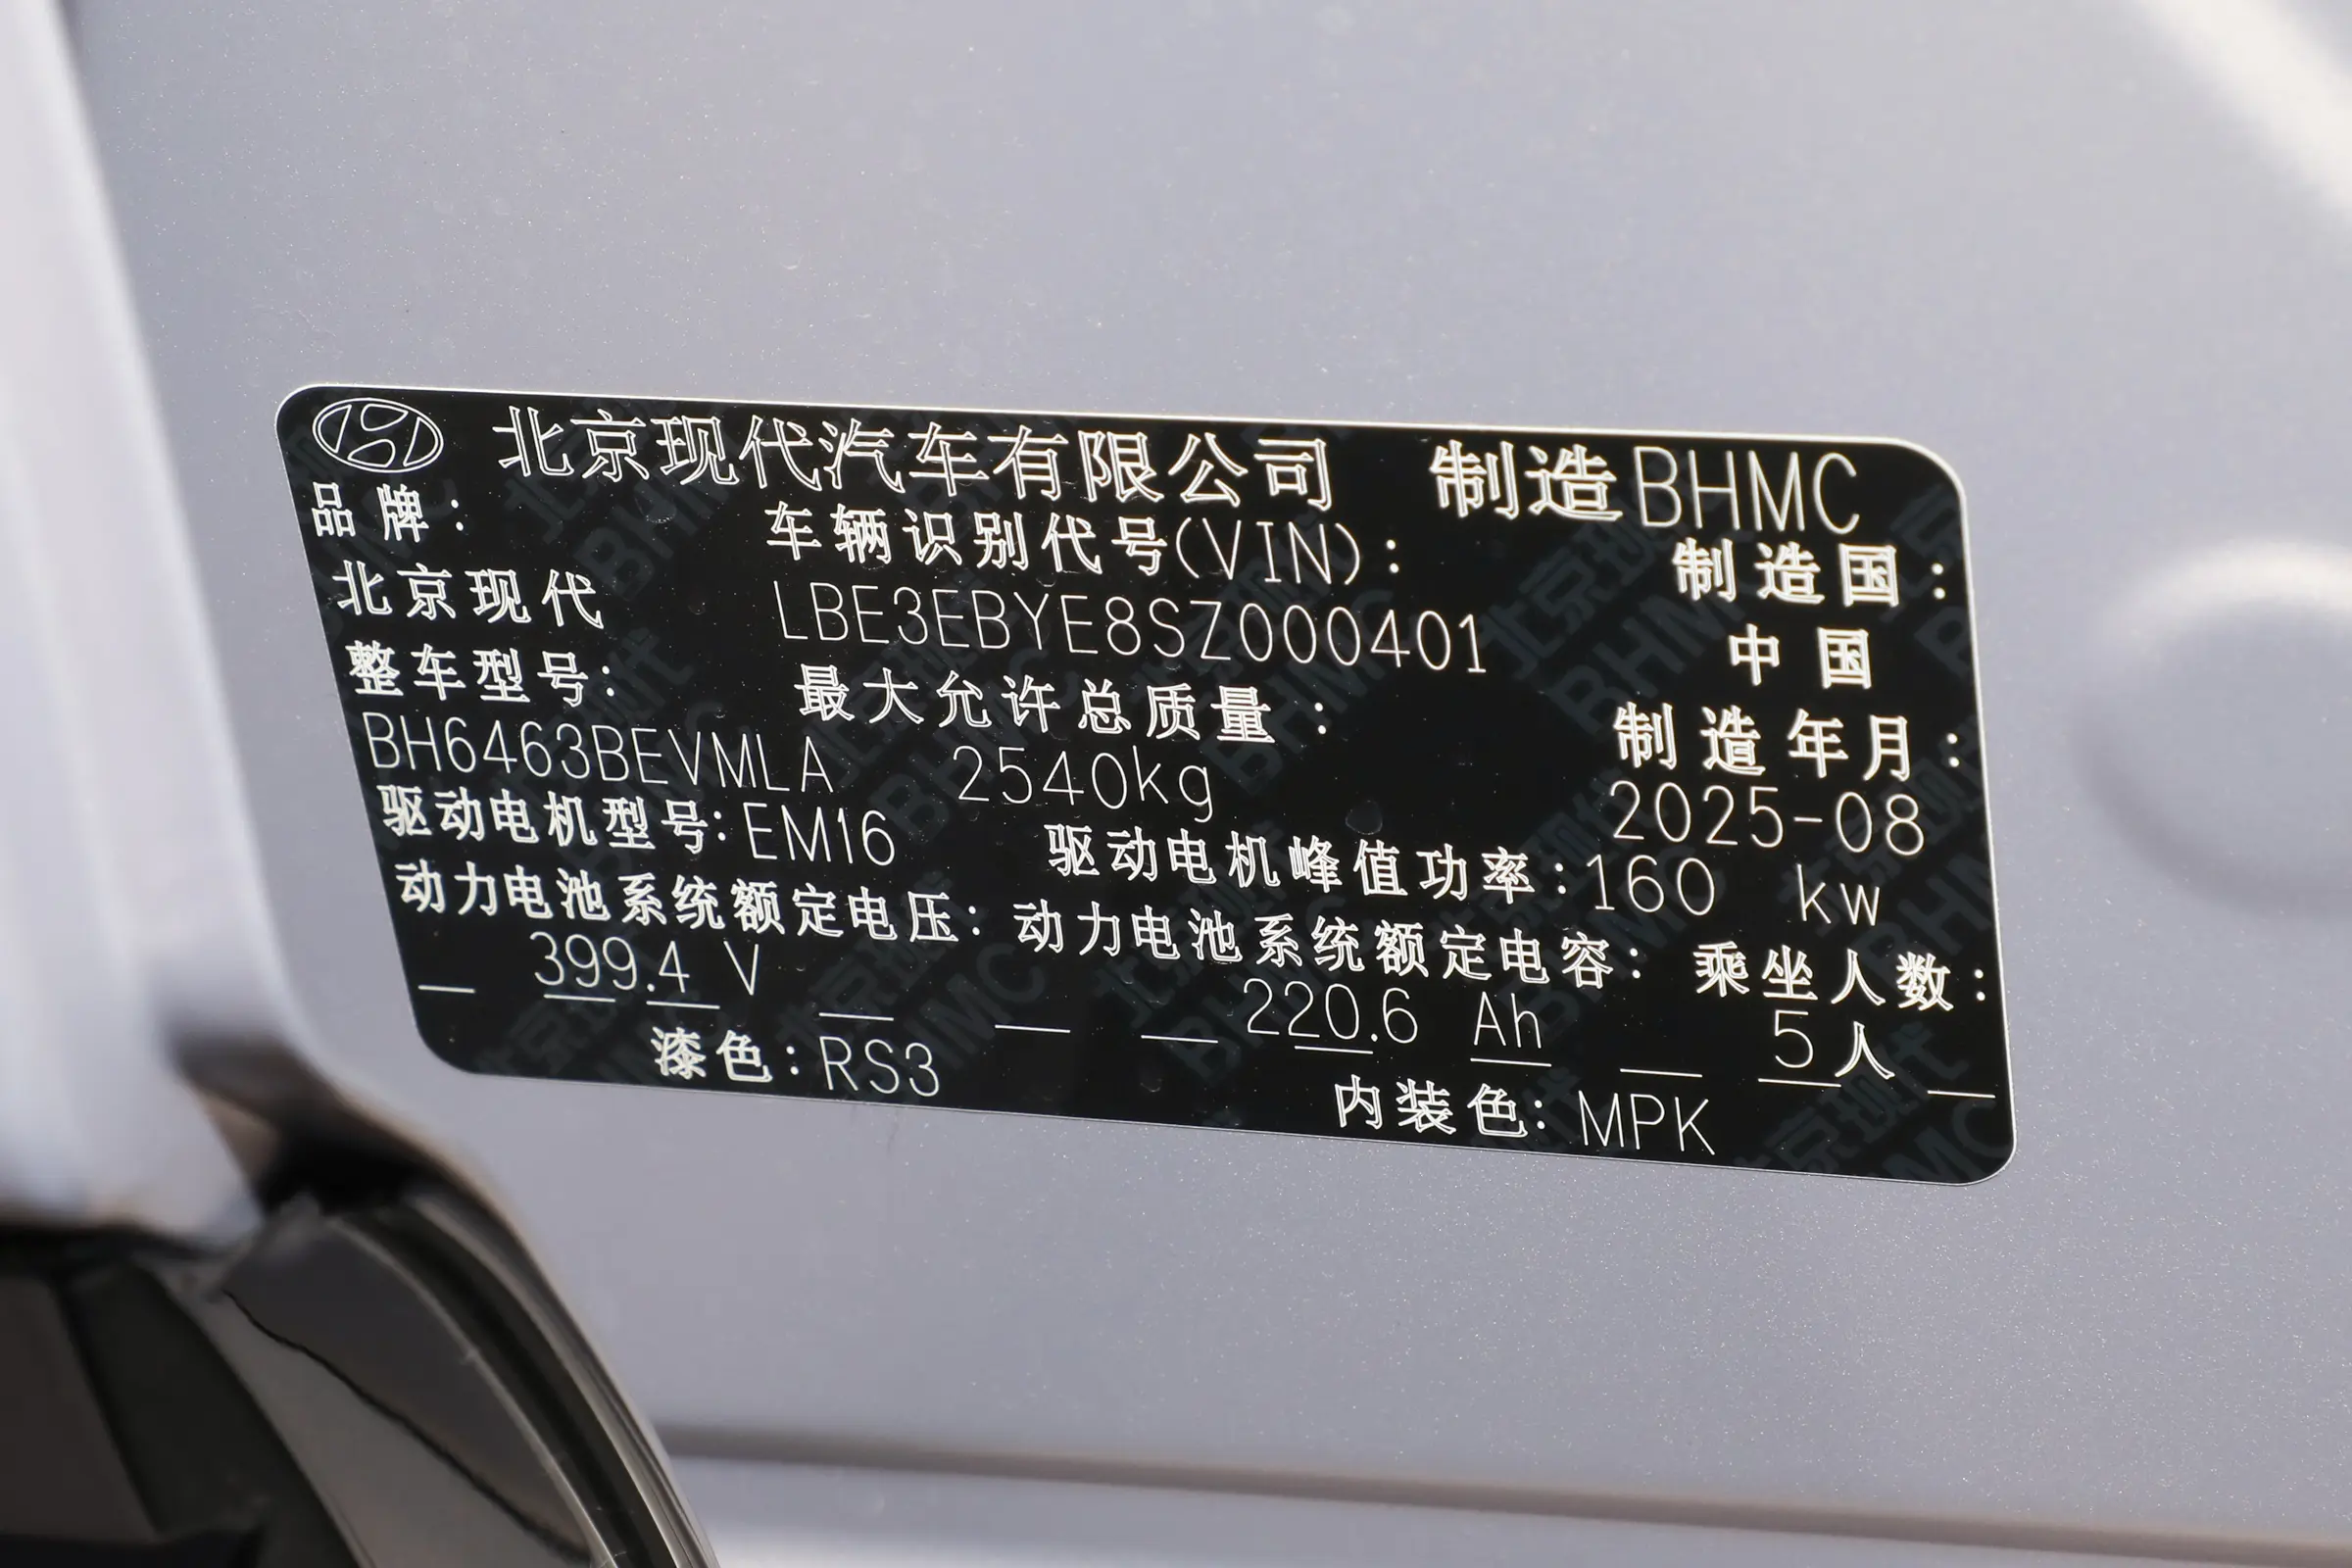 北京现代汽车有限公司 制造BHMC
品牌: 车辆识别代号(VIN): 制造国:
北京现代 LBE3EBYE8SZ000401 中国
整车型号: 最大允许总质量: 制造年月:
BH6463BEVMLA 2540kg 2025-08
驱动电机型号:EM16 驱动电机峰值功率:160 kw
动力电池系统额定电压: 动力电池系统额定电容: 乘坐人数:
399.4 V 220.6 Ah 5人
漆色:RS3 内装色:MPK